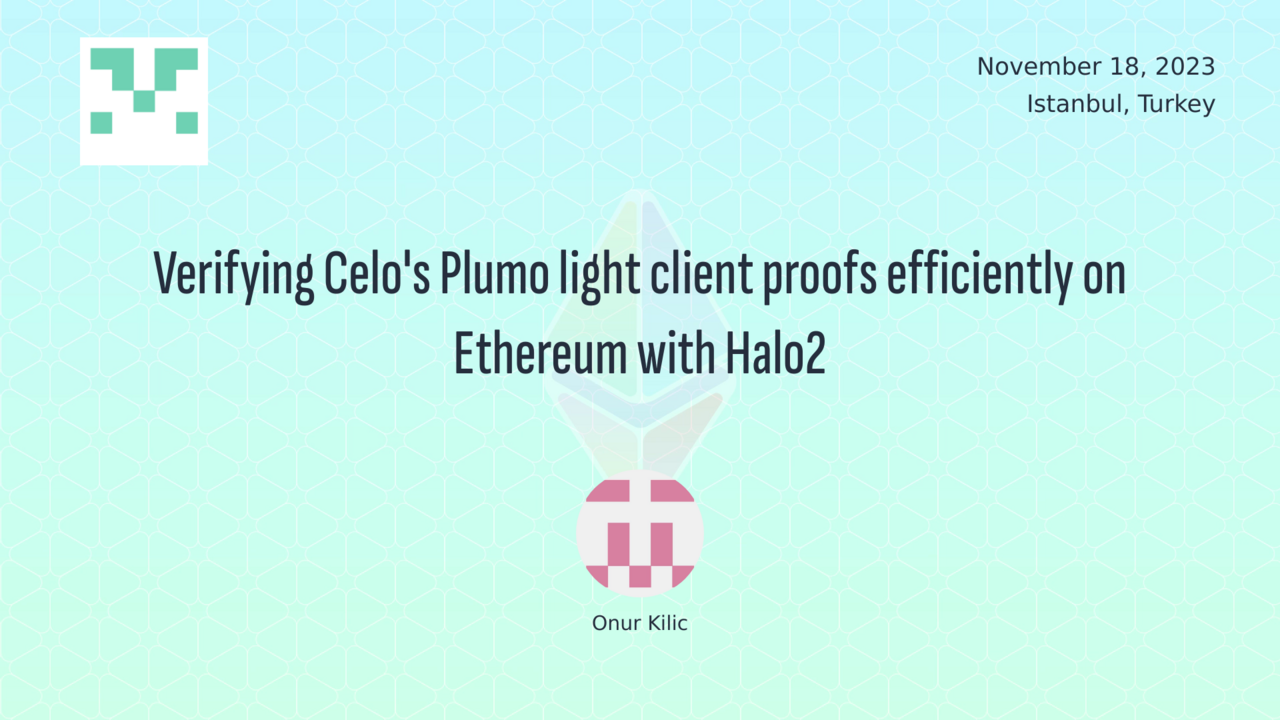 November 18, 2023
Istanbul, Turkey
Verifying Celo's Plumo light client proofs efficiently on
Ethereum with Halo2
Onur Kilic